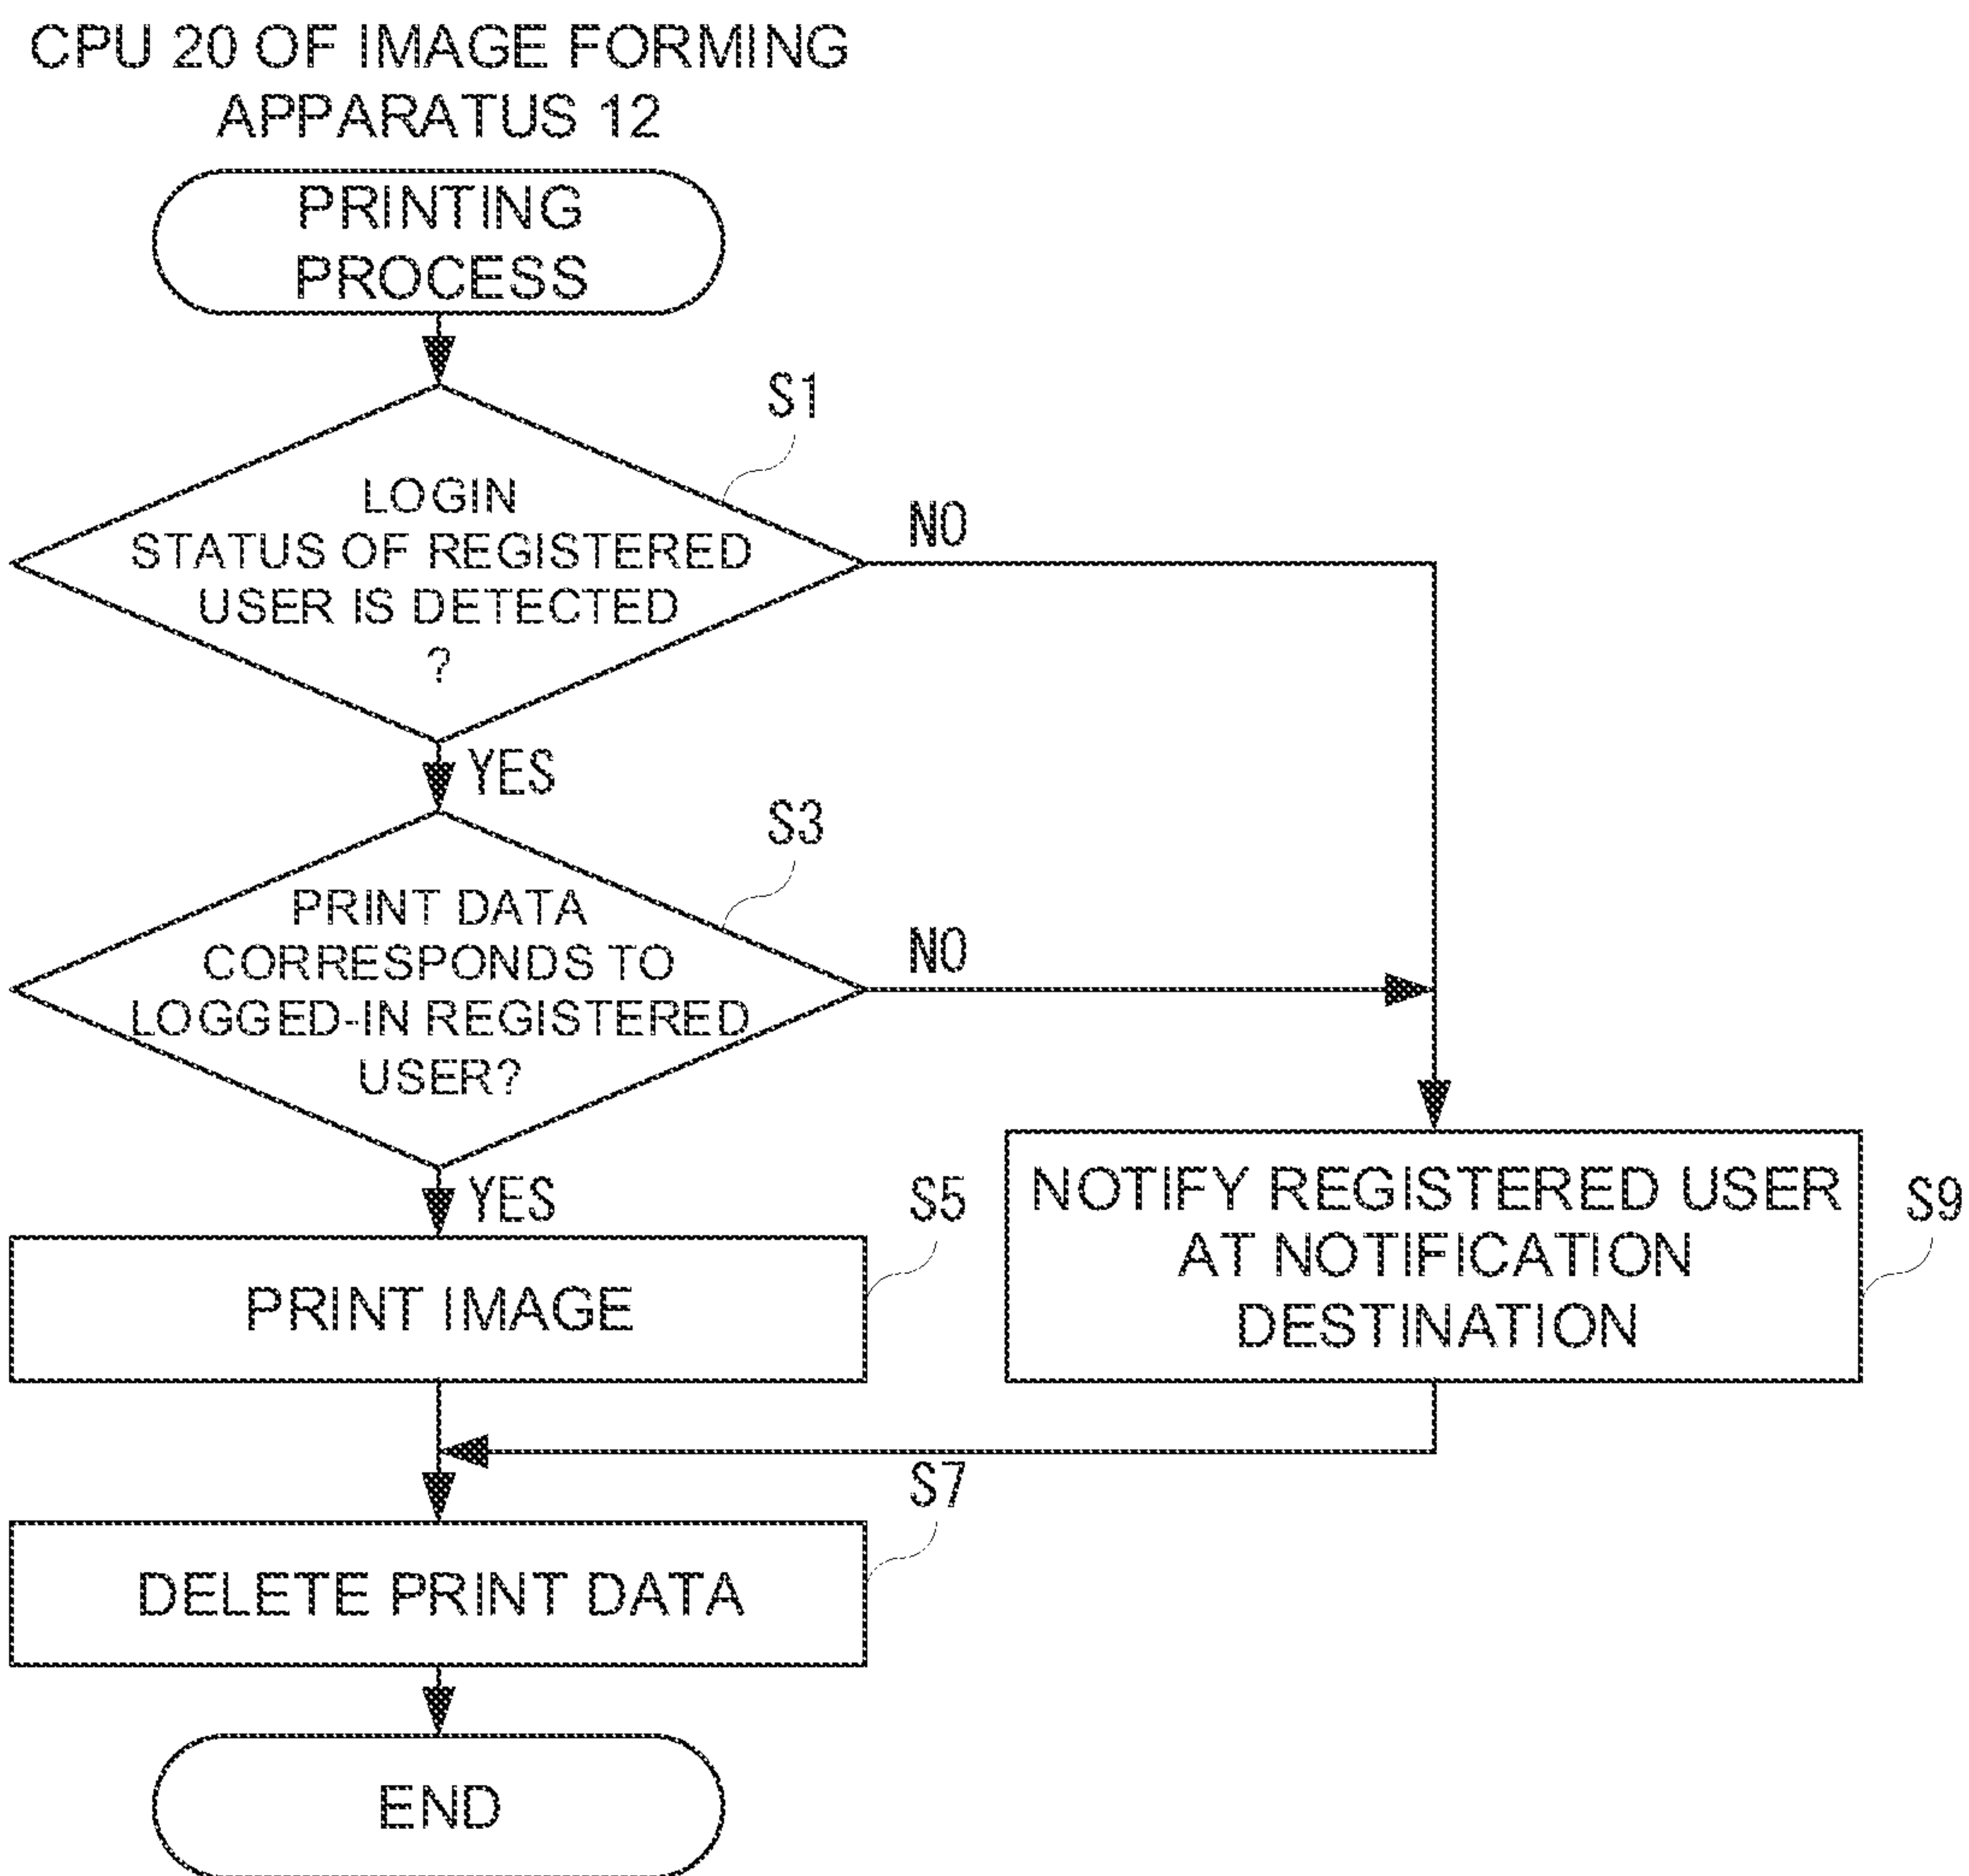 CPU 20 OF IMAGE FORMING
APPARATUS 12
PRINTING
PROCESS
S1
LOGIN
STATUS OF REGISTERED
USER IS DETECTED
?
NO
YES
S3
PRINT DATA
CORRESPONDS TO
LOGGED-IN REGISTERED
USER?
NO
YES
S5
PRINT IMAGE
NOTIFY REGISTERED USER
AT NOTIFICATION
DESTINATION
S9
S7
DELETE PRINT DATA
END